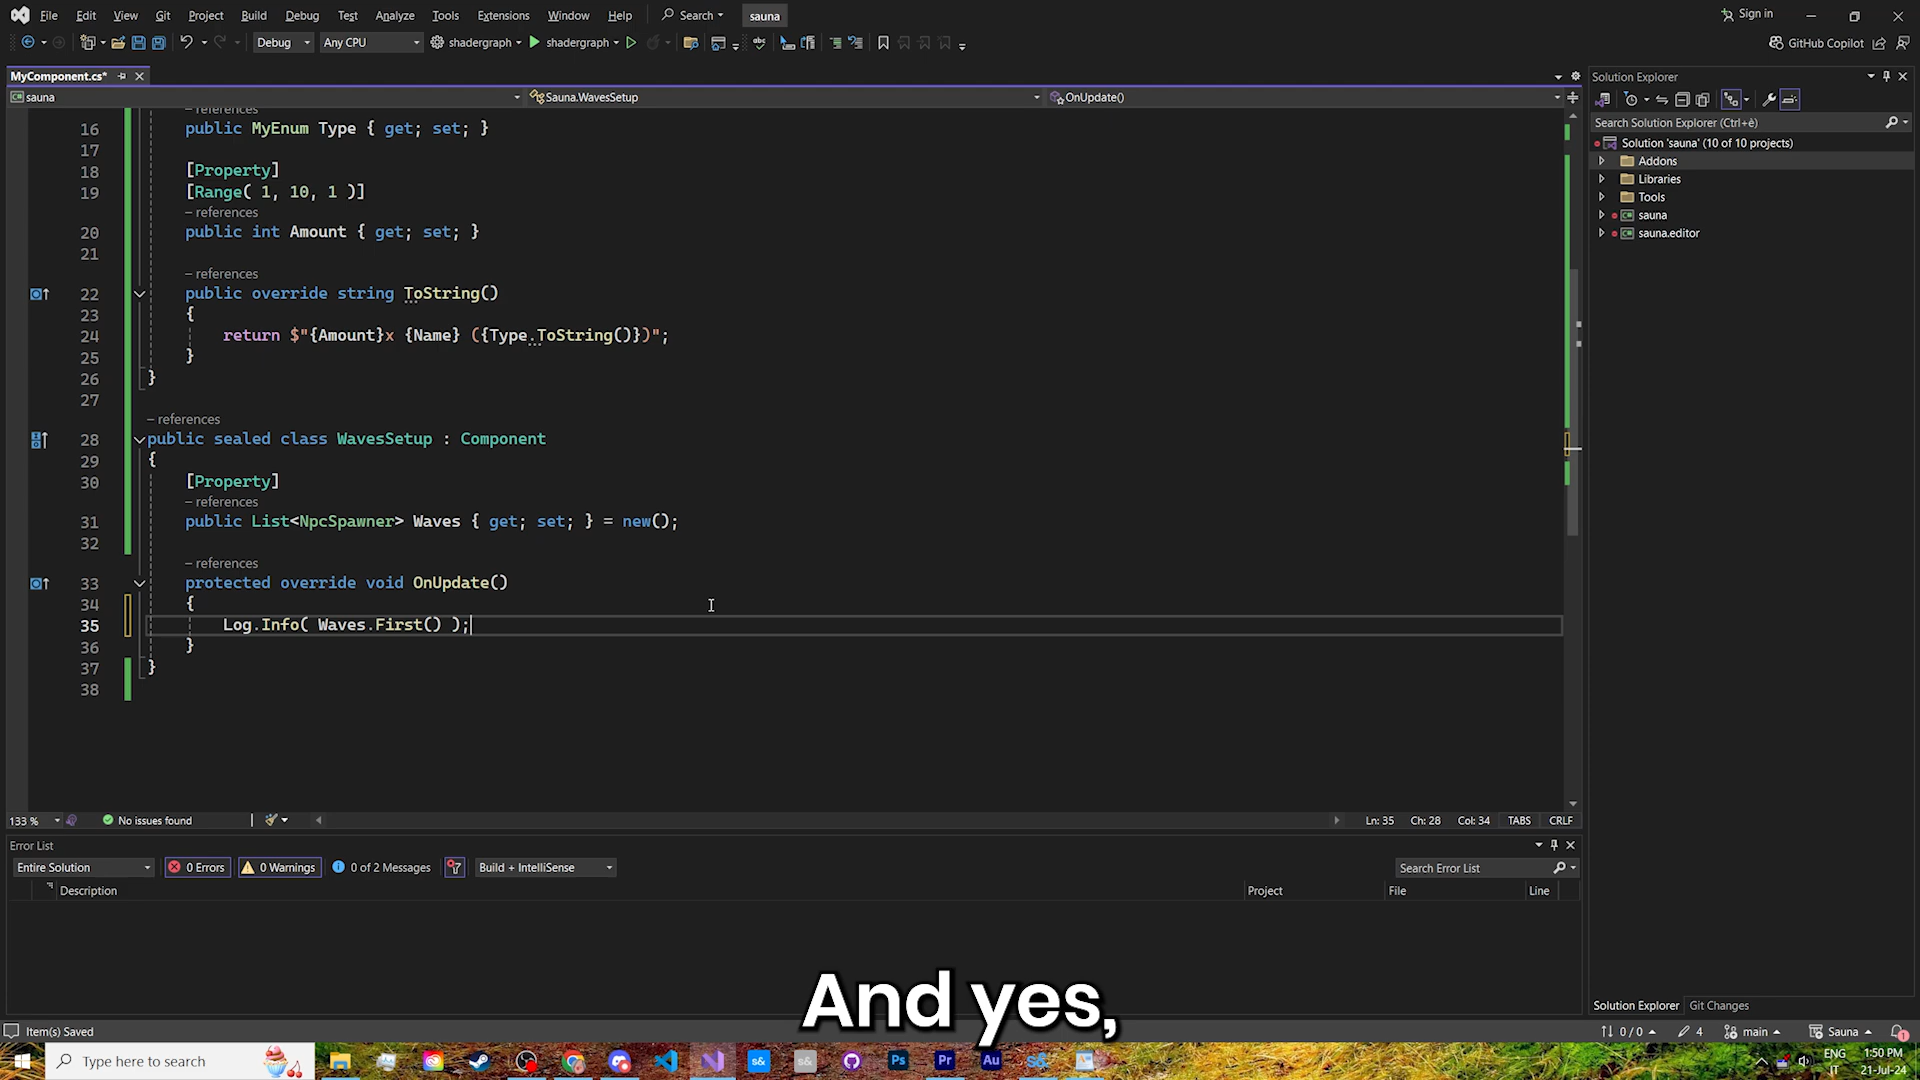 File Edit View Git Project Build Debug Test Analyze Tools Extensions Window Help Search sauna Sign in
Debug Any CPU shadergraph shadergraph GitHub Copilot
MyComponent.cs*
sauna Sauna.WavesSetup OnUpdate()
– references
16 public MyEnum Type { get; set; }
17
18 [Property]
19 [Range( 1, 10, 1 )]
– references
20 public int Amount { get; set; }
21
– references
22 public override string ToString()
23 {
24 return $"{Amount}x {Name} ({Type.ToString()})";
25 }
26 }
27
– references
28 public sealed class WavesSetup : Component
29 {
30 [Property]
– references
31 public List<NpcSpawner> Waves { get; set; } = new();
32
– references
33 protected override void OnUpdate()
34 {
35 Log.Info( Waves.First() );
36 }
37 }
38
133 % No issues found Ln: 35 Ch: 28 Col: 34 TABS CRLF
Solution Explorer
Search Solution Explorer (Ctrl+è)
Solution 'sauna' (10 of 10 projects)
Addons
Libraries
Tools
sauna
sauna.editor
Solution Explorer Git Changes
Error List
Entire Solution 0 Errors 0 Warnings 0 of 2 Messages Build + IntelliSense Search Error List
Description Project File Line
And yes,
Item(s) Saved 0 / 0 4 main Sauna 1
Type here to search s& s& Ps Pr Au s& ENG 1:50 PM
IT 21-Jul-24